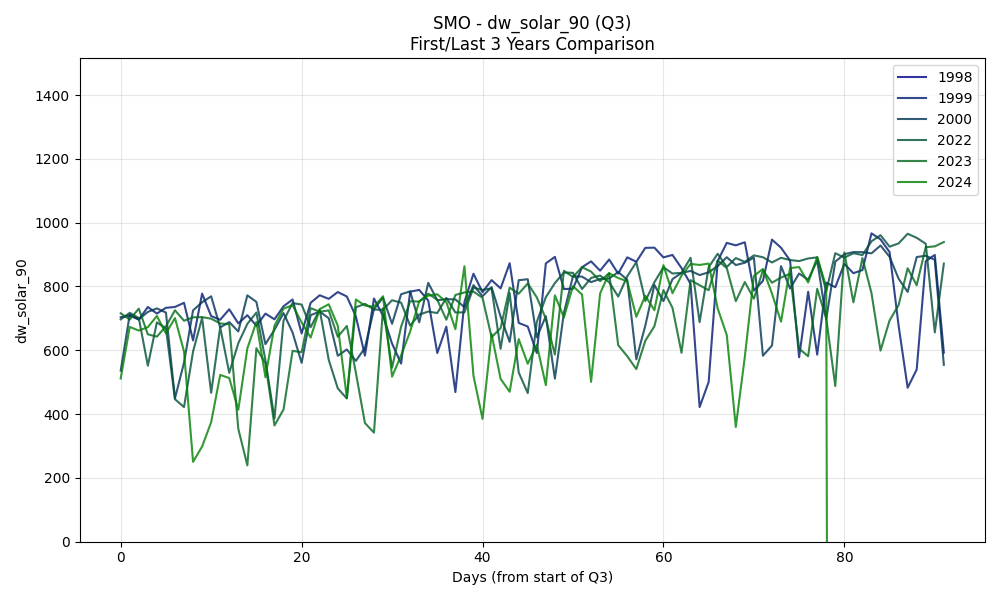 SMO - dw_solar_90 (Q3)
First/Last 3 Years Comparison
dw_solar_90
1400
1200
1000
800
600
400
200
0
0 20 40 60 80
Days (from start of Q3)
1998
1999
2000
2022
2023
2024